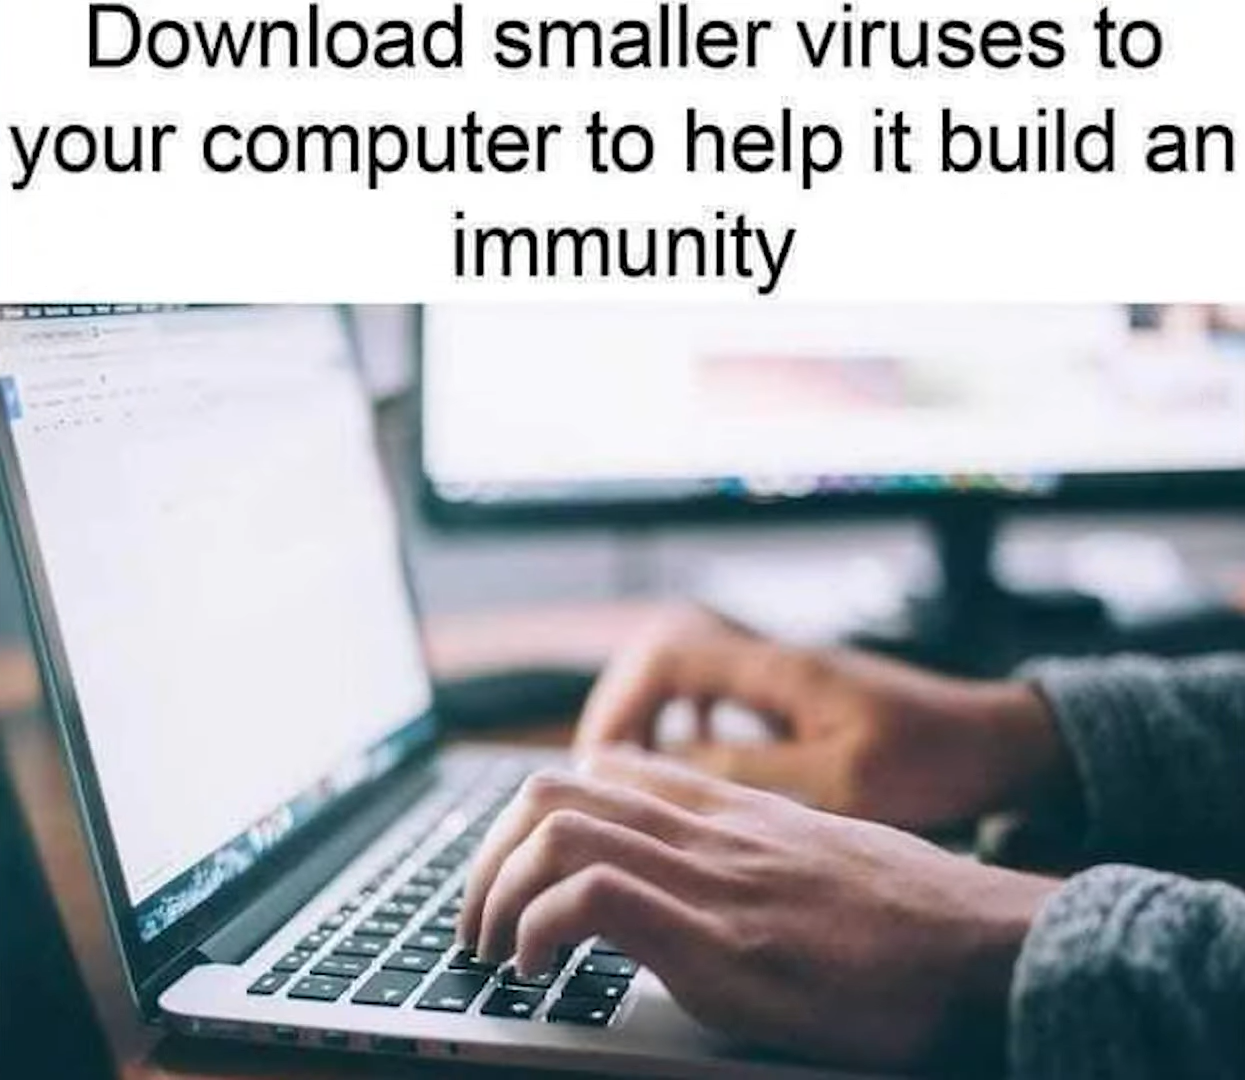 Download smaller viruses to
your computer to help it build an
immunity